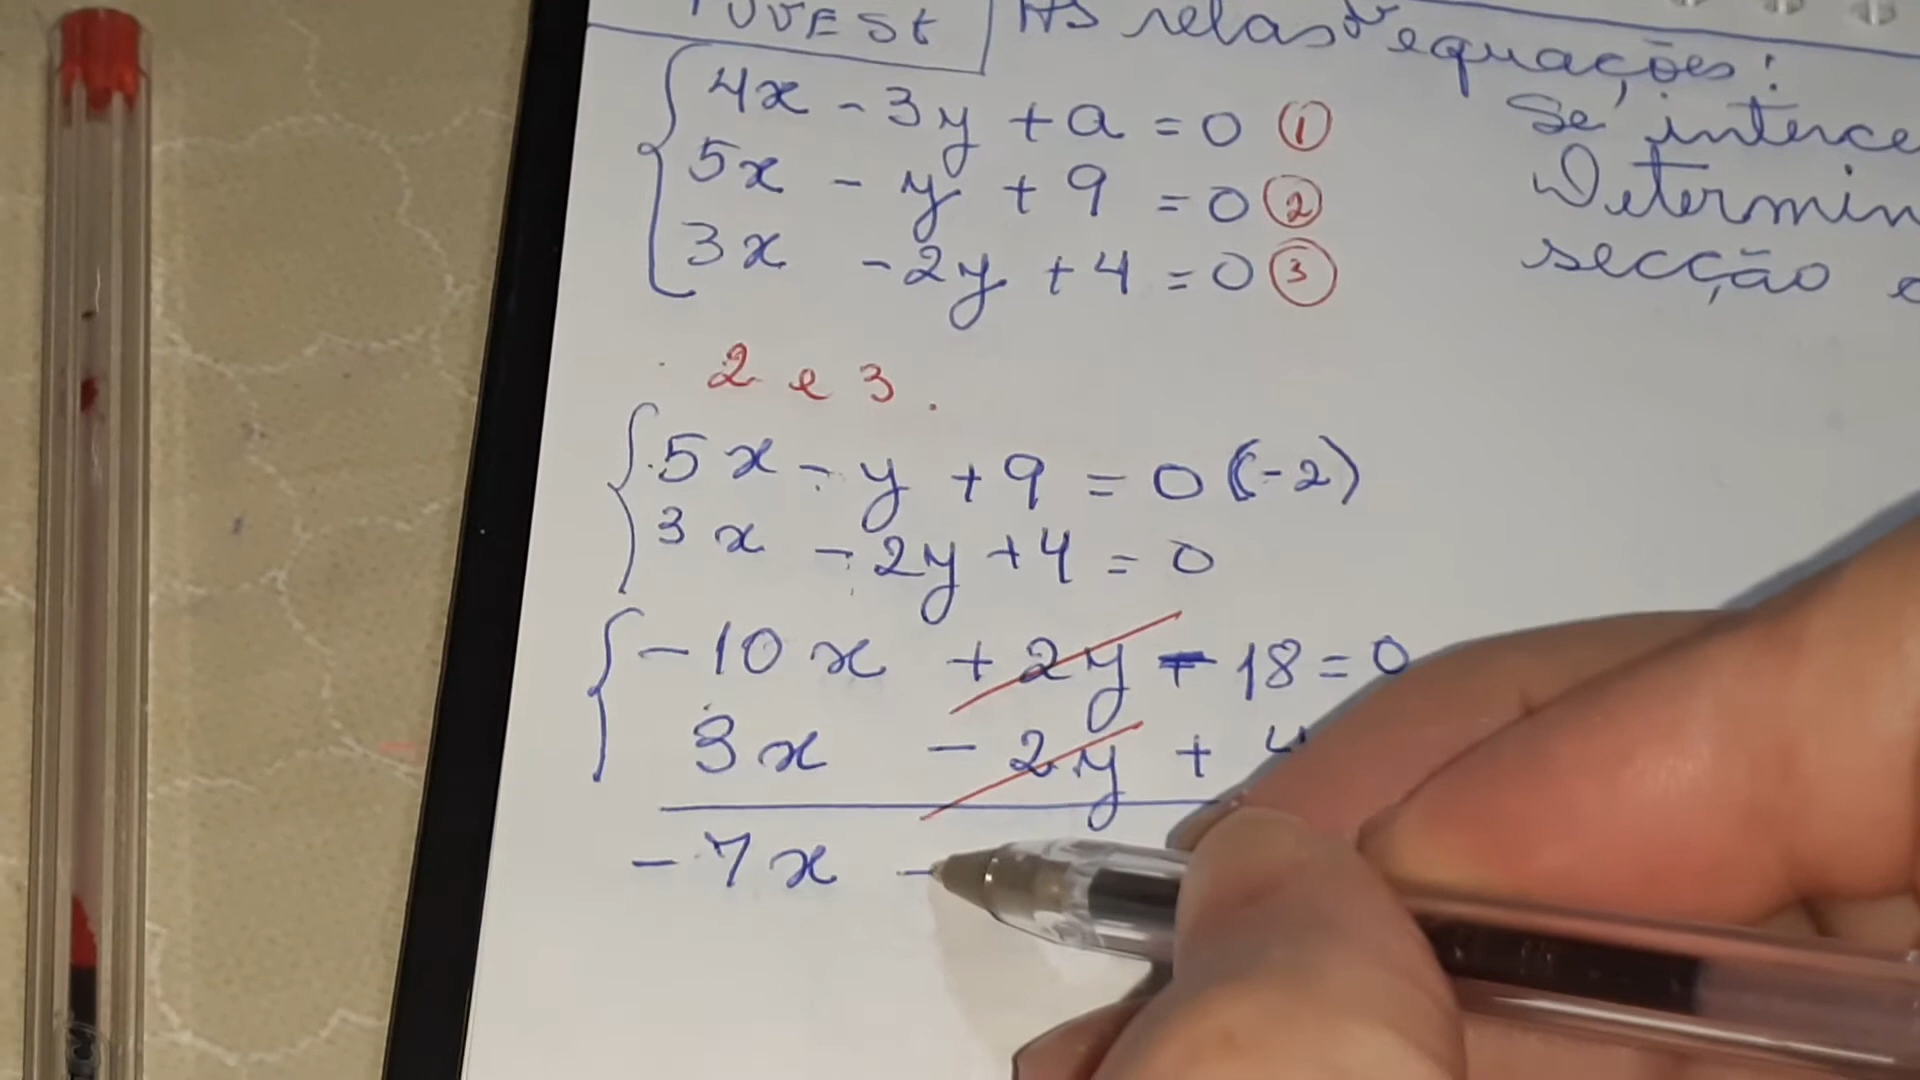 FUVEST As retas de equações:
4x - 3y + a = 0 ①
5x - y + 9 = 0 ②
3x - 2y + 4 = 0 ③
Se
secção
2 e 3.
5x - y + 9 = 0 (-2)
3x - 2y + 4 = 0
-10x + 2y - 18 = 0
3x - 2y + 4
-7x -